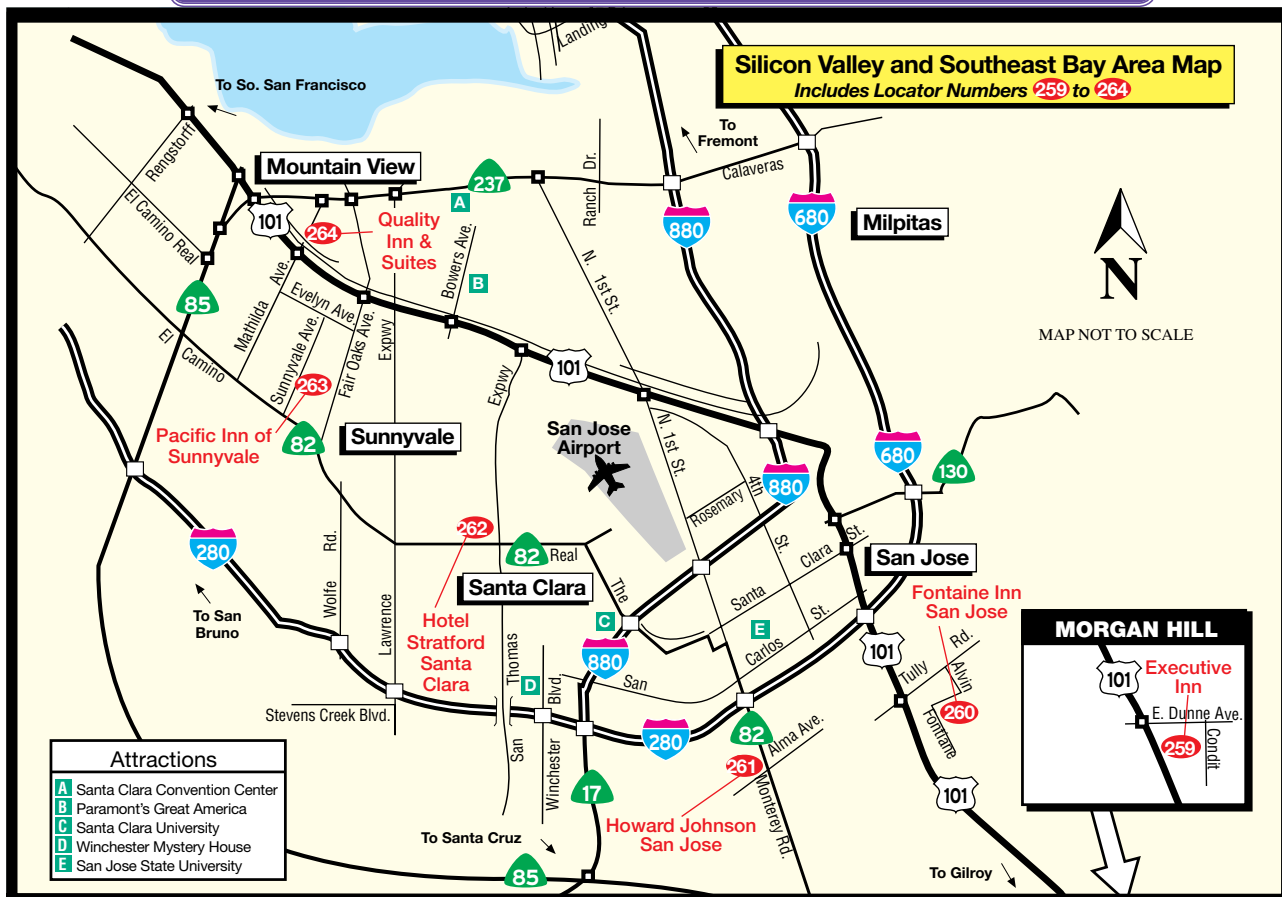 Landing
Silicon Valley and Southeast Bay Area Map
Includes Locator Numbers 259 to 264
To So. San Francisco
To
Fremont
Calaveras
Rengstorff
Mountain View
237
Ranch Dr.
A
El Camino Real
101
264
Quality
Inn &
Suites
Bowers Ave.
B
N. 1st St.
880
680
Milpitas
N
MAP NOT TO SCALE
85
Mathilda Ave.
Evelyn Ave.
Sunnyvale Ave.
Fair Oaks Ave.
Expwy
El Camino
263
Expwy
101
Pacific Inn of
Sunnyvale
82
Sunnyvale
San Jose
Airport
N. 1st St.
Rosemary
4th St.
880
680
130
280
Wolfe Rd.
Lawrence
262
82
Real
Santa Clara
The
Santa Clara St.
San Jose
To San
Bruno
Hotel
Stratford
Santa
Clara
San Thomas
C
880
E
San Carlos St.
Fontaine Inn
San Jose
101
Tully Rd.
Alvin
Fontiane
260
D
Winchester Blvd.
Stevens Creek Blvd.
280
82
Alma Ave.
261
Monterey Rd.
Howard Johnson
San Jose
17
101
To Santa Cruz
85
To Gilroy
MORGAN HILL
101
Executive
Inn
E. Dunne Ave.
259
Condit
Attractions
A Santa Clara Convention Center
B Paramont's Great America
C Santa Clara University
D Winchester Mystery House
E San Jose State University